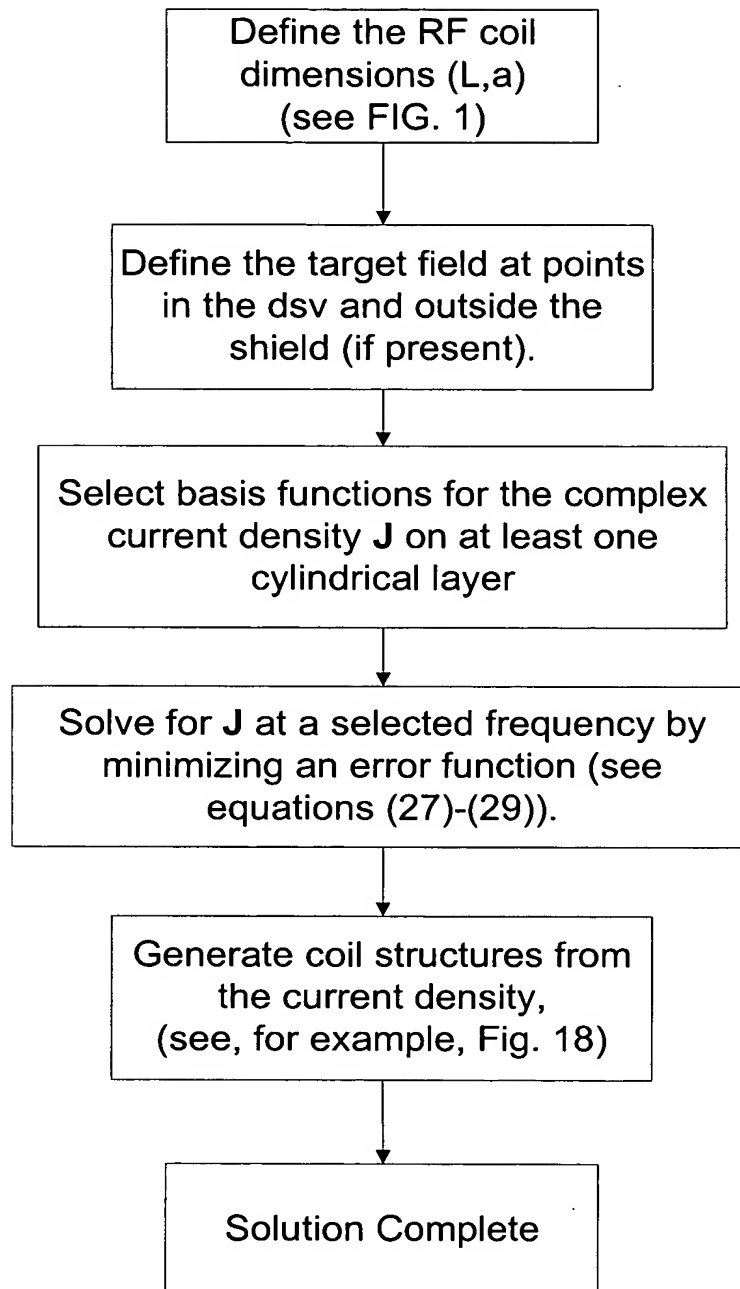 Define the RF coil
dimensions (L,a)
(see FIG. 1)
Define the target field at points
in the dsv and outside the
shield (if present).
Select basis functions for the complex
current density J on at least one
cylindrical layer
Solve for J at a selected frequency by
minimizing an error function (see
equations (27)-(29)).
Generate coil structures from
the current density,
(see, for example, Fig. 18)
Solution Complete